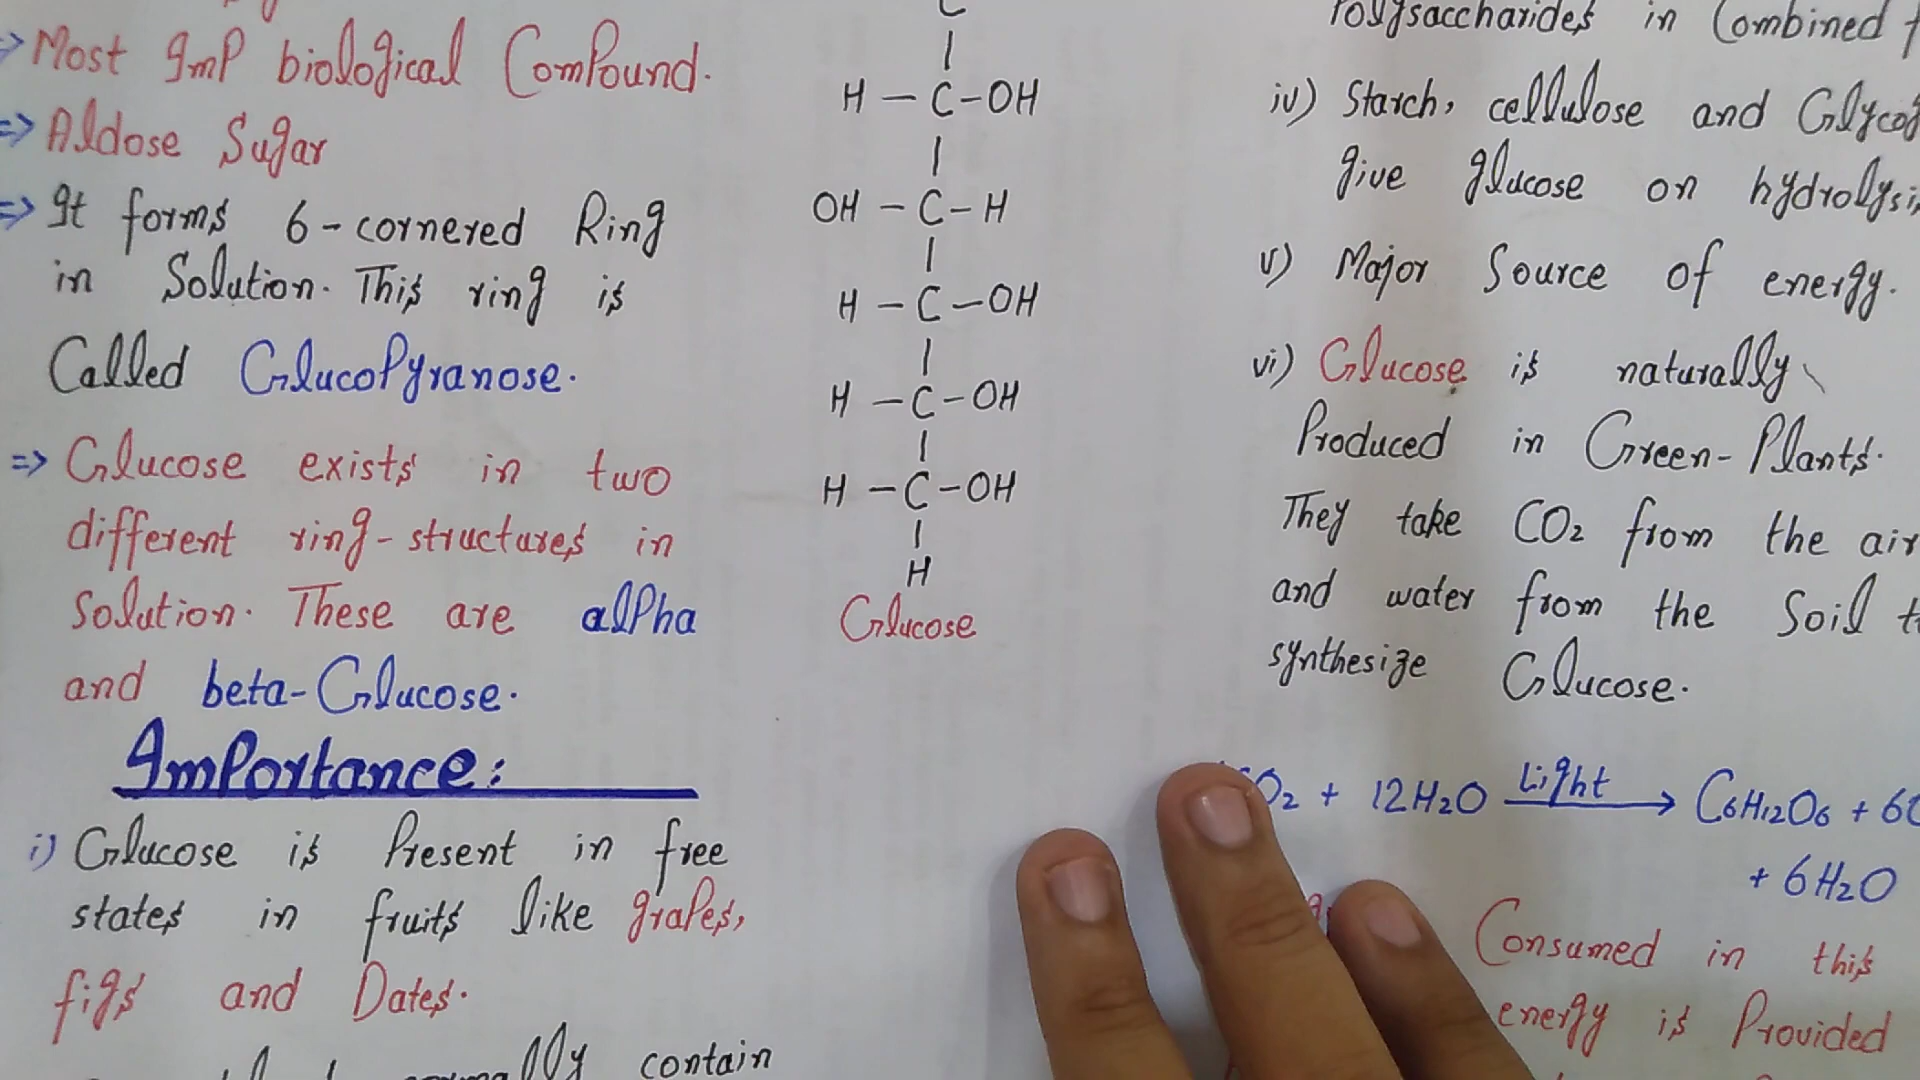 => Most Imp biological Compound.
=> Aldose Sugar
=> It forms 6-cornered Ring
in Solution. This ring is
Called GlucoPyranose.
=> Glucose exists in two
different ring-structures in
Solution. These are alpha
and beta-Glucose.
Importance:
i) Glucose is Present in free
states in fruits like grapes,
figs and Dates.
contain
C
|
H – C – OH
|
OH – C – H
|
H – C – OH
|
H – C – OH
|
H – C – OH
|
H
Glucose
Polysaccharides in Combined
iv) Starch, cellulose and
give glucose on
v) Major Source of energy.
vi) Glucose is naturally
Produced in Green-Plants.
They take CO2 from the air
and water from the Soil
synthesize Glucose.
O2 + 12H2O Light → C6H12O6 + 6
+ 6H2O
Consumed in this
energy is Provided